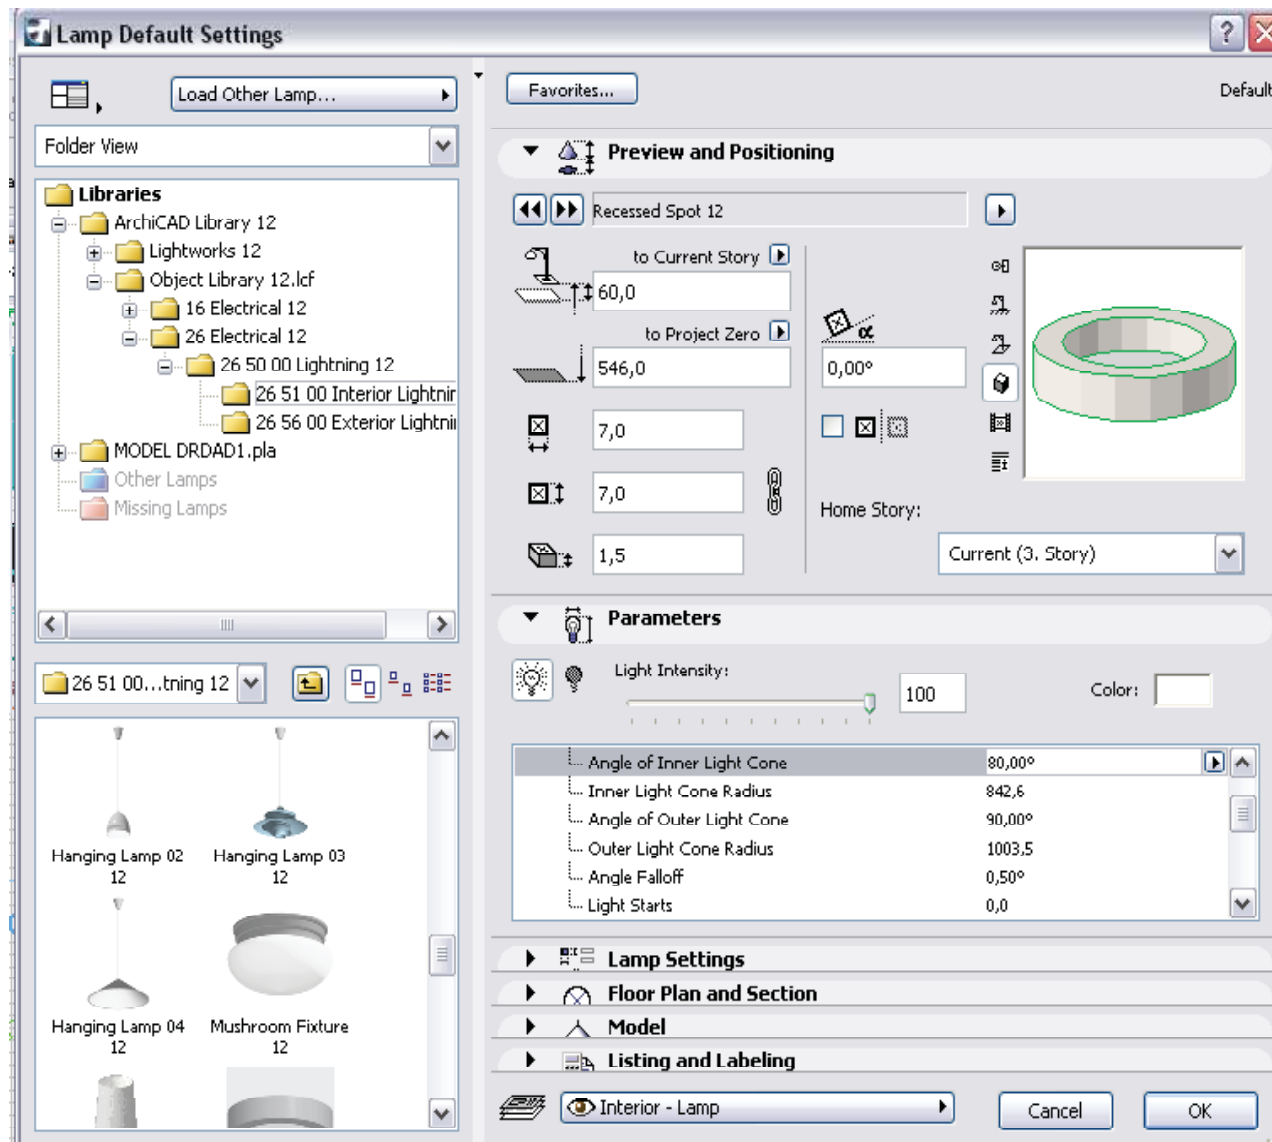 Lamp Default Settings
Load Other Lamp...
Folder View
Libraries
ArchiCAD Library 12
Lightworks 12
Object Library 12.lcf
16 Electrical 12
26 Electrical 12
26 50 00 Lightning 12
26 51 00 Interior Lightnir
26 56 00 Exterior Lightnii
MODEL DRDAD1.pla
Other Lamps
Missing Lamps
26 51 00...tning 12
Hanging Lamp 02
12
Hanging Lamp 03
12
Hanging Lamp 04
12
Mushroom Fixture
12
Favorites...
Default
Preview and Positioning
Recessed Spot 12
to Current Story
60,0
to Project Zero
546,0
7,0
7,0
1,5
α
0,00°
Home Story:
Current (3. Story)
Parameters
Light Intensity:
100
Color:
Angle of Inner Light Cone 80,00°
Inner Light Cone Radius 842,6
Angle of Outer Light Cone 90,00°
Outer Light Cone Radius 1003,5
Angle Falloff 0,50°
Light Starts 0,0
Lamp Settings
Floor Plan and Section
Model
Listing and Labeling
Interior - Lamp
Cancel
OK